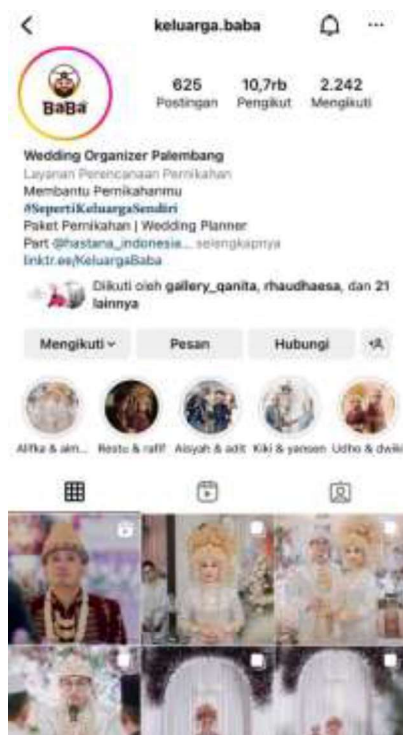 keluarga.baba
BaBa
625 10,7rb 2.242
Postingan Pengikut Mengikuti
Wedding Organizer Palembang
Layanan Perencanaan Pernikahan
Membantu Pernikahanmu
#SepertiKeluargaSendiri
Paket Pernikahan | Wedding Planner
Part @hastana_indonesia... selengkapnya
linktr.ee/KeluargaBaba
Diikuti oleh gallery_qanita, rhaudhaesa, dan 21
lainnya
Mengikuti Pesan Hubungi
Alifka & aim... Restu & rafif Aisyah & adit Kiki & yansen Udho & dwiki